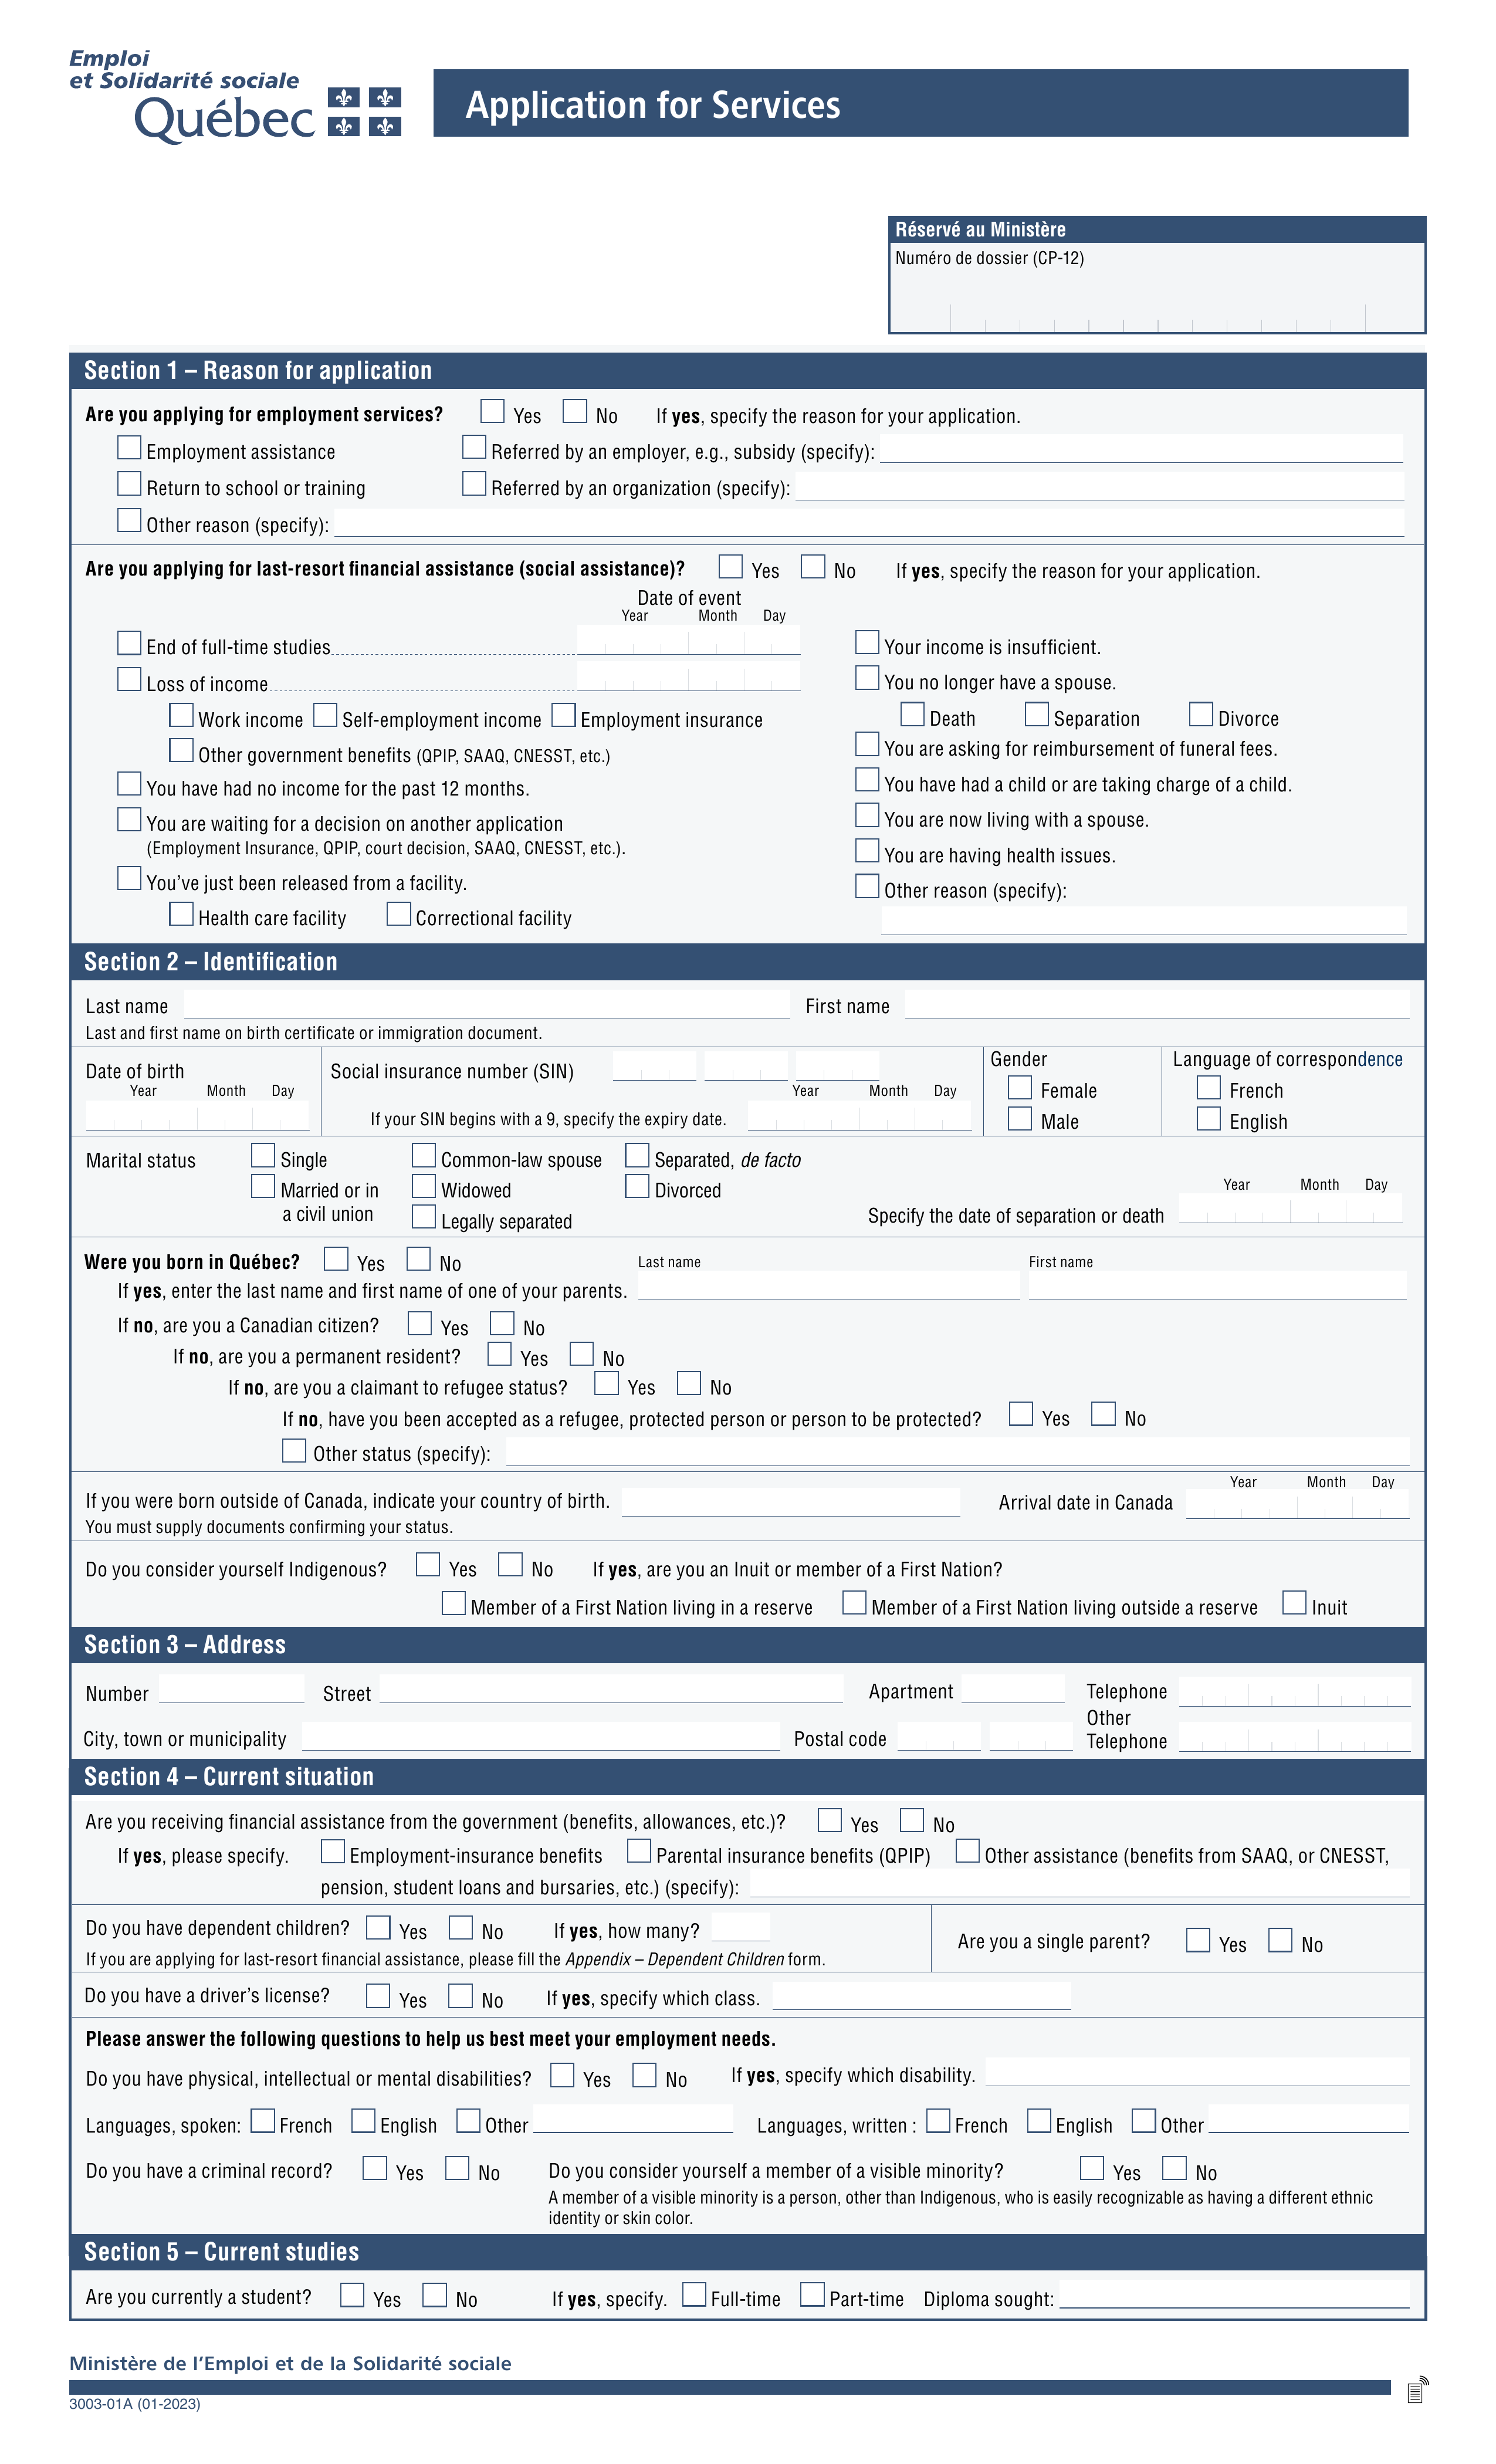 Emploi
et Solidarité sociale
Québec
Application for Services
Réservé au Ministère
Numéro de dossier (CP-12)
Section 1 – Reason for application
Are you applying for employment services? Yes No If yes, specify the reason for your application.
Employment assistance Referred by an employer, e.g., subsidy (specify):
Return to school or training Referred by an organization (specify):
Other reason (specify):
Are you applying for last-resort financial assistance (social assistance)? Yes No If yes, specify the reason for your application.
Date of event
Year Month Day
End of full-time studies Your income is insufficient.
Loss of income You no longer have a spouse.
Work income Self-employment income Employment insurance Death Separation Divorce
Other government benefits (QPIP, SAAQ, CNESST, etc.) You are asking for reimbursement of funeral fees.
You have had no income for the past 12 months. You have had a child or are taking charge of a child.
You are waiting for a decision on another application You are now living with a spouse.
(Employment Insurance, QPIP, court decision, SAAQ, CNESST, etc.). You are having health issues.
You’ve just been released from a facility. Other reason (specify):
Health care facility Correctional facility
Section 2 – Identification
Last name First name
Last and first name on birth certificate or immigration document.
Date of birth Social insurance number (SIN) Gender Language of correspondence
Year Month Day Year Month Day Female French
If your SIN begins with a 9, specify the expiry date. Male English
Marital status Single Common-law spouse Separated, de facto
Married or in Widowed Divorced Year Month Day
a civil union Legally separated Specify the date of separation or death
Were you born in Québec? Yes No Last name First name
If yes, enter the last name and first name of one of your parents.
If no, are you a Canadian citizen? Yes No
If no, are you a permanent resident? Yes No
If no, are you a claimant to refugee status? Yes No
If no, have you been accepted as a refugee, protected person or person to be protected? Yes No
Other status (specify):
Year Month Day
If you were born outside of Canada, indicate your country of birth. Arrival date in Canada
You must supply documents confirming your status.
Do you consider yourself Indigenous? Yes No If yes, are you an Inuit or member of a First Nation?
Member of a First Nation living in a reserve Member of a First Nation living outside a reserve Inuit
Section 3 – Address
Number Street Apartment Telephone
City, town or municipality Postal code Other
Telephone
Section 4 – Current situation
Are you receiving financial assistance from the government (benefits, allowances, etc.)? Yes No
If yes, please specify. Employment-insurance benefits Parental insurance benefits (QPIP) Other assistance (benefits from SAAQ, or CNESST,
pension, student loans and bursaries, etc.) (specify):
Do you have dependent children? Yes No If yes, how many? Are you a single parent? Yes No
If you are applying for last-resort financial assistance, please fill the Appendix – Dependent Children form.
Do you have a driver’s license? Yes No If yes, specify which class.
Please answer the following questions to help us best meet your employment needs.
Do you have physical, intellectual or mental disabilities? Yes No If yes, specify which disability.
Languages, spoken: French English Other Languages, written : French English Other
Do you have a criminal record? Yes No Do you consider yourself a member of a visible minority? Yes No
A member of a visible minority is a person, other than Indigenous, who is easily recognizable as having a different ethnic
identity or skin color.
Section 5 – Current studies
Are you currently a student? Yes No If yes, specify. Full-time Part-time Diploma sought:
Ministère de l’Emploi et de la Solidarité sociale
3003-01A (01-2023)